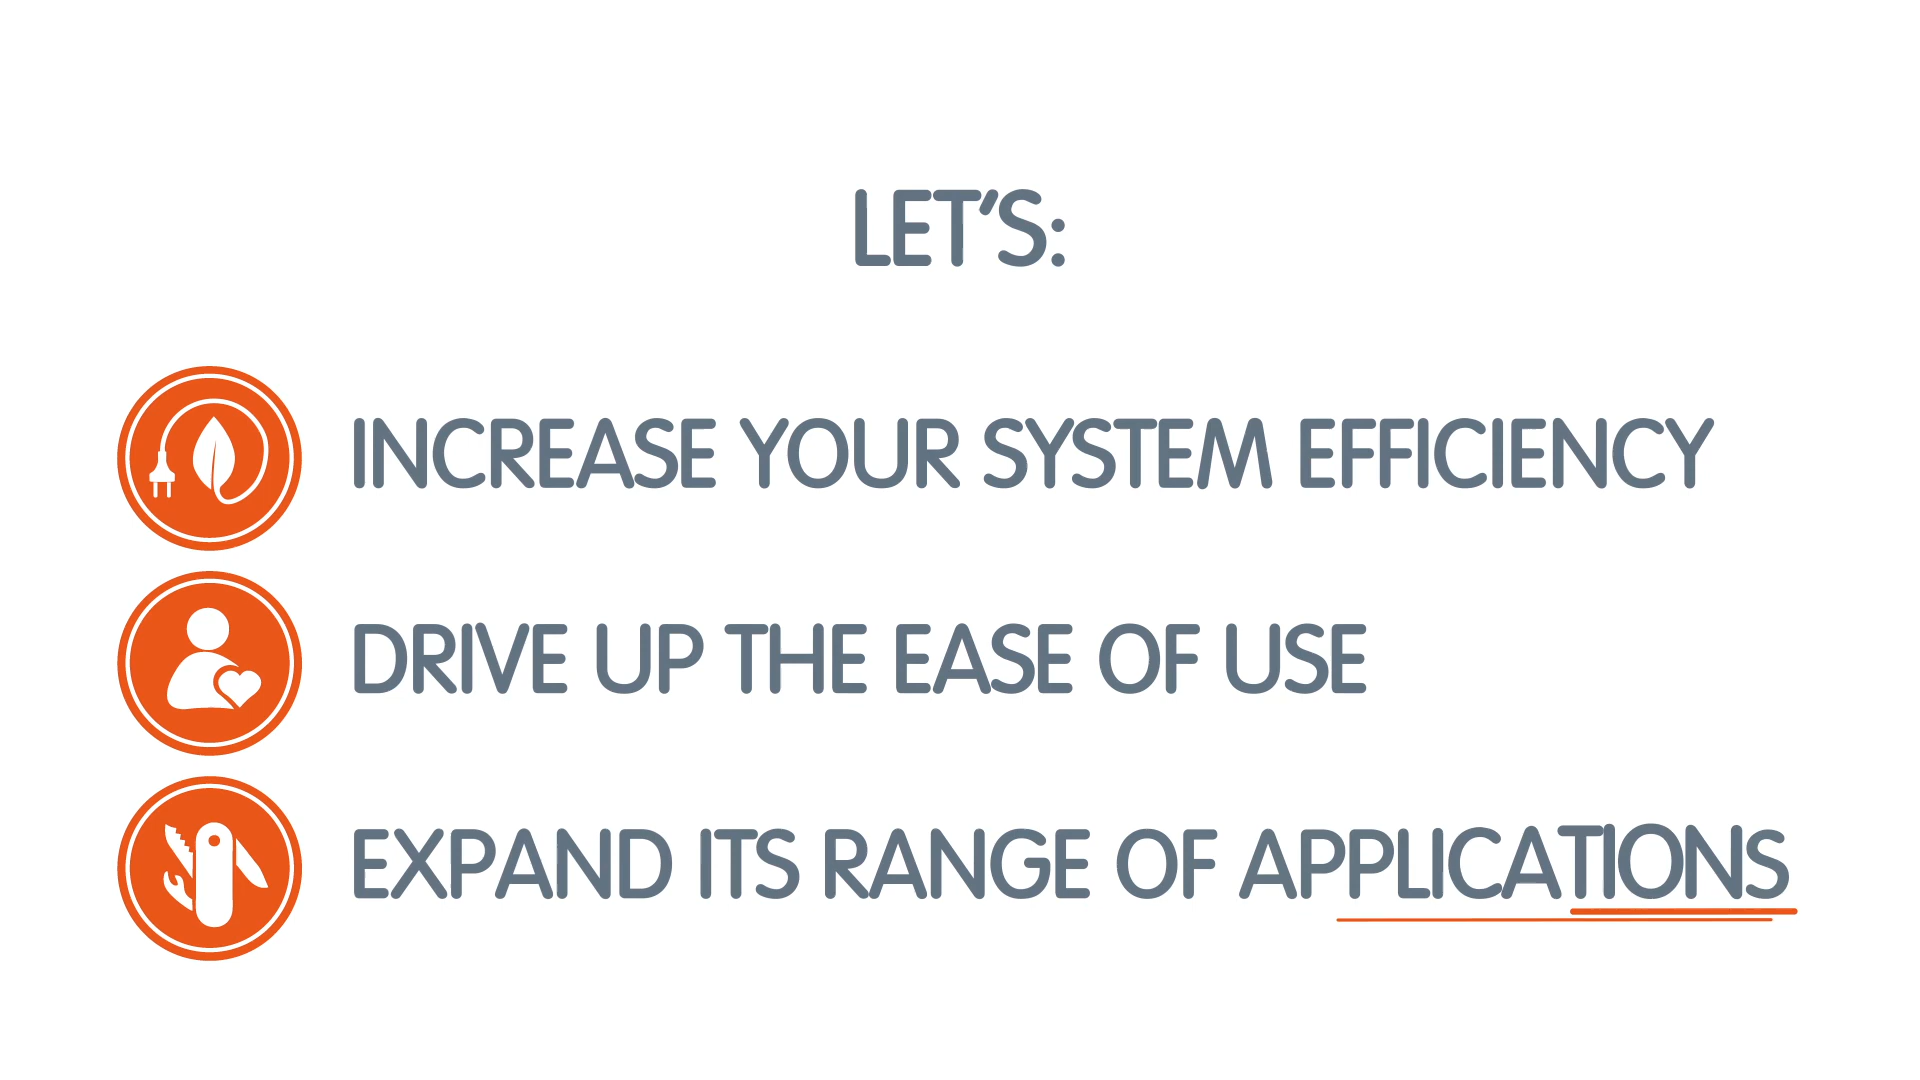 LET'S:
INCREASE YOUR SYSTEM EFFICIENCY
DRIVE UP THE EASE OF USE
EXPAND ITS RANGE OF APPLICATIONS